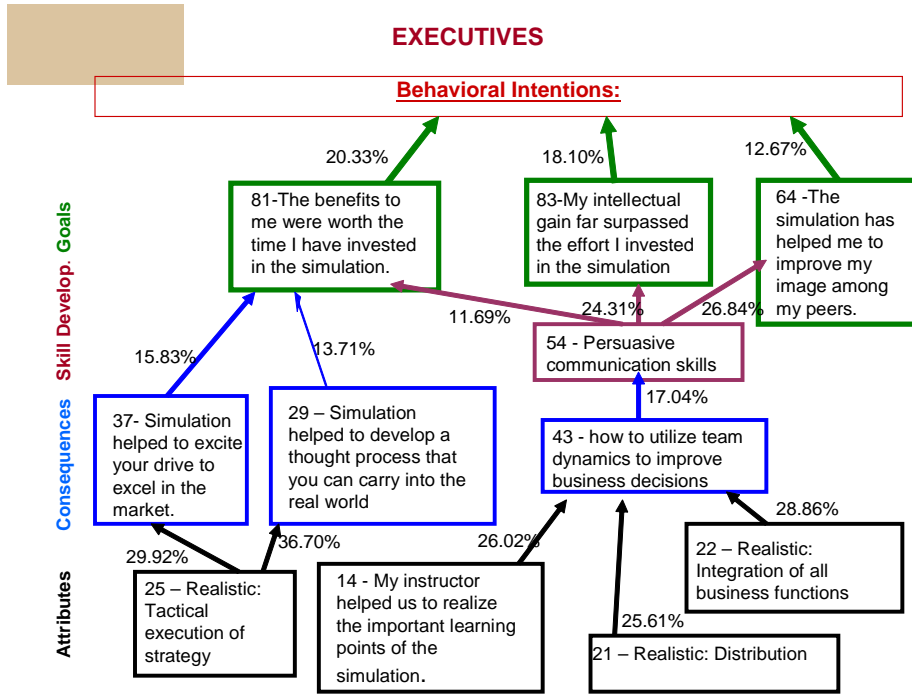 EXECUTIVES
Behavioral Intentions:
20.33%
18.10%
12.67%
Goals
81-The benefits to
me were worth the
time I have invested
in the simulation.
83-My intellectual
gain far surpassed
the effort I invested
in the simulation
64 -The
simulation has
helped me to
improve my
image among
my peers.
Skill Develop.
11.69%
24.31%
26.84%
15.83%
13.71%
54 - Persuasive
communication skills
17.04%
Consequences
37- Simulation
helped to excite
your drive to
excel in the
market.
29 – Simulation
helped to develop a
thought process that
you can carry into the
real world
43 - how to utilize team
dynamics to improve
business decisions
29.92%
36.70%
26.02%
28.86%
25.61%
Attributes
25 – Realistic:
Tactical
execution of
strategy
14 - My instructor
helped us to realize
the important learning
points of the
simulation.
22 – Realistic:
Integration of all
business functions
21 – Realistic: Distribution